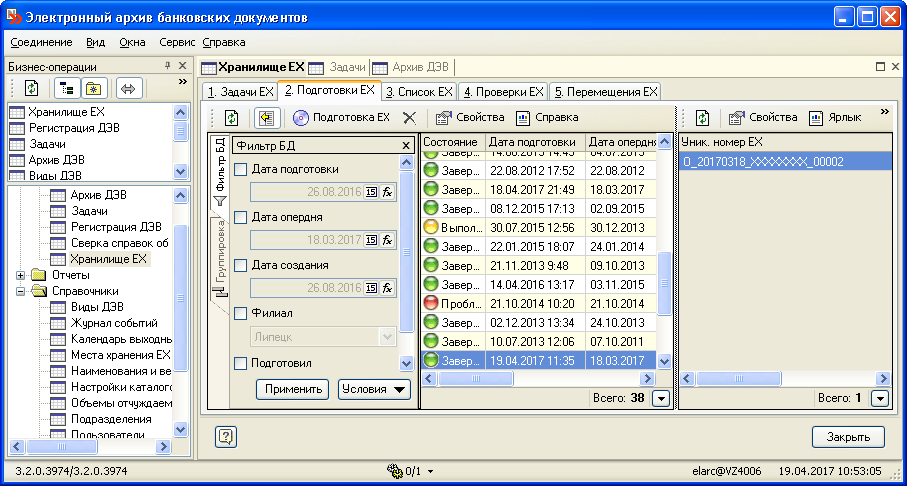 Электронный архив банковских документов
Соединение Вид Окна Сервис Справка
Бизнес-операции
Хранилище ЕХ
Регистрация ДЭВ
Задачи
Архив ДЭВ
Виды ДЭВ
Архив ДЭВ
Задачи
Регистрация ДЭВ
Сверка справок об
Хранилище ЕХ
Отчеты
Справочники
Виды ДЭВ
Журнал событий
Календарь выходнь
Места хранения ЕХ
Наименования и ве
Настройки каталого
Объемы отчуждаем
Подразделения
Пользователи
Хранилище ЕХ Задачи Архив ДЭВ
1. Задачи ЕХ 2. Подготовки ЕХ 3. Список ЕХ 4. Проверки ЕХ 5. Перемещения ЕХ
Подготовка ЕХ Свойства Справка
Фильтр БД
Группировка
Фильтр БД
Дата подготовки
26.08.2016 15 fx
Дата опердня
18.03.2017 15 fx
Дата создания
26.08.2016 15 fx
Филиал
Липецк
Подготовил
Применить Условия
Состояние Дата подготовки Дата опердня
Завер... 22.08.2012 17:52 22.08.2012
Завер... 18.04.2017 21:49 18.03.2017
Завер... 08.12.2015 17:13 02.09.2015
Выпол... 30.07.2015 12:56 30.12.2013
Завер... 22.01.2015 18:07 24.01.2014
Завер... 21.11.2013 9:48 09.10.2013
Завер... 14.04.2016 13:17 03.11.2015
Пробл... 21.10.2014 10:20 21.10.2014
Завер... 02.12.2013 13:34 24.10.2013
Завер... 10.07.2013 12:06 07.10.2011
Завер... 19.04.2017 11:35 18.03.2017
Всего: 38
Свойства Ярлык
Уник. номер ЕХ
O_20170318_XXXXXXXX_00002
Всего: 1
Закрыть
3.2.0.3974/3.2.0.3974 0/1 elarc@VZ4006 19.04.2017 10:53:05